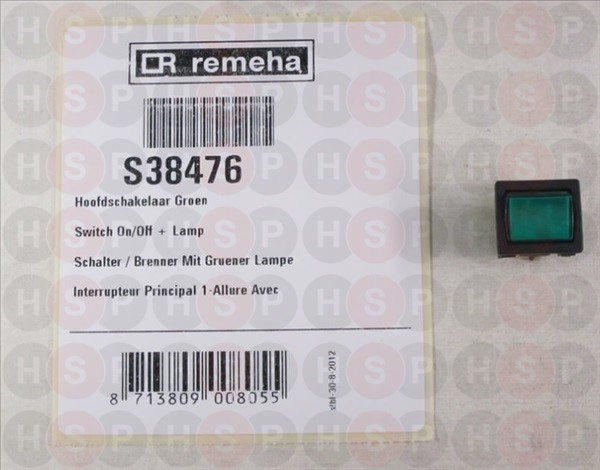 remeha
S38476
Hoofdschakelaar Groen
Switch On/Off + Lamp
Schalter / Brenner Mit Gruener Lampe
Interrupteur Principal 1-Allure Avec
8 713809 008055
stbl-30-8-2012
HSP